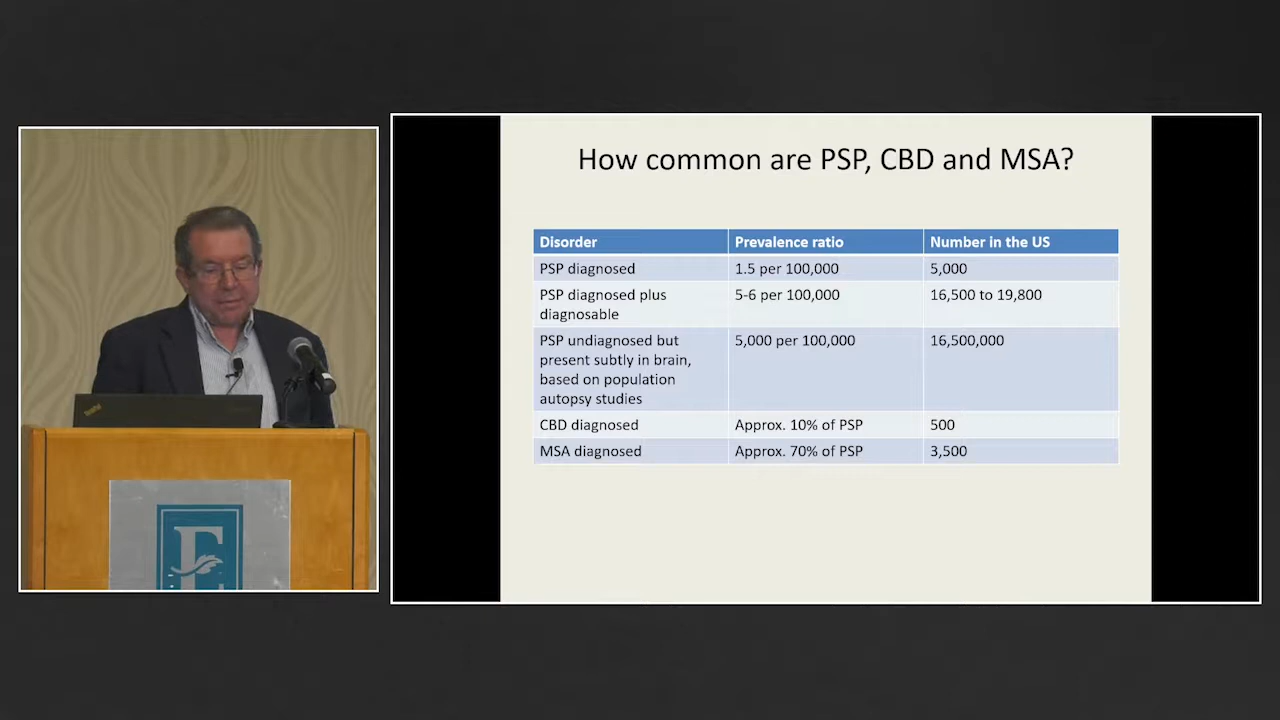 How common are PSP, CBD and MSA?
Disorder Prevalence ratio Number in the US
PSP diagnosed 1.5 per 100,000 5,000
PSP diagnosed plus 5-6 per 100,000 16,500 to 19,800
diagnosable
PSP undiagnosed but 5,000 per 100,000 16,500,000
present subtly in brain,
based on population
autopsy studies
CBD diagnosed Approx. 10% of PSP 500
MSA diagnosed Approx. 70% of PSP 3,500
ThinkPad
E